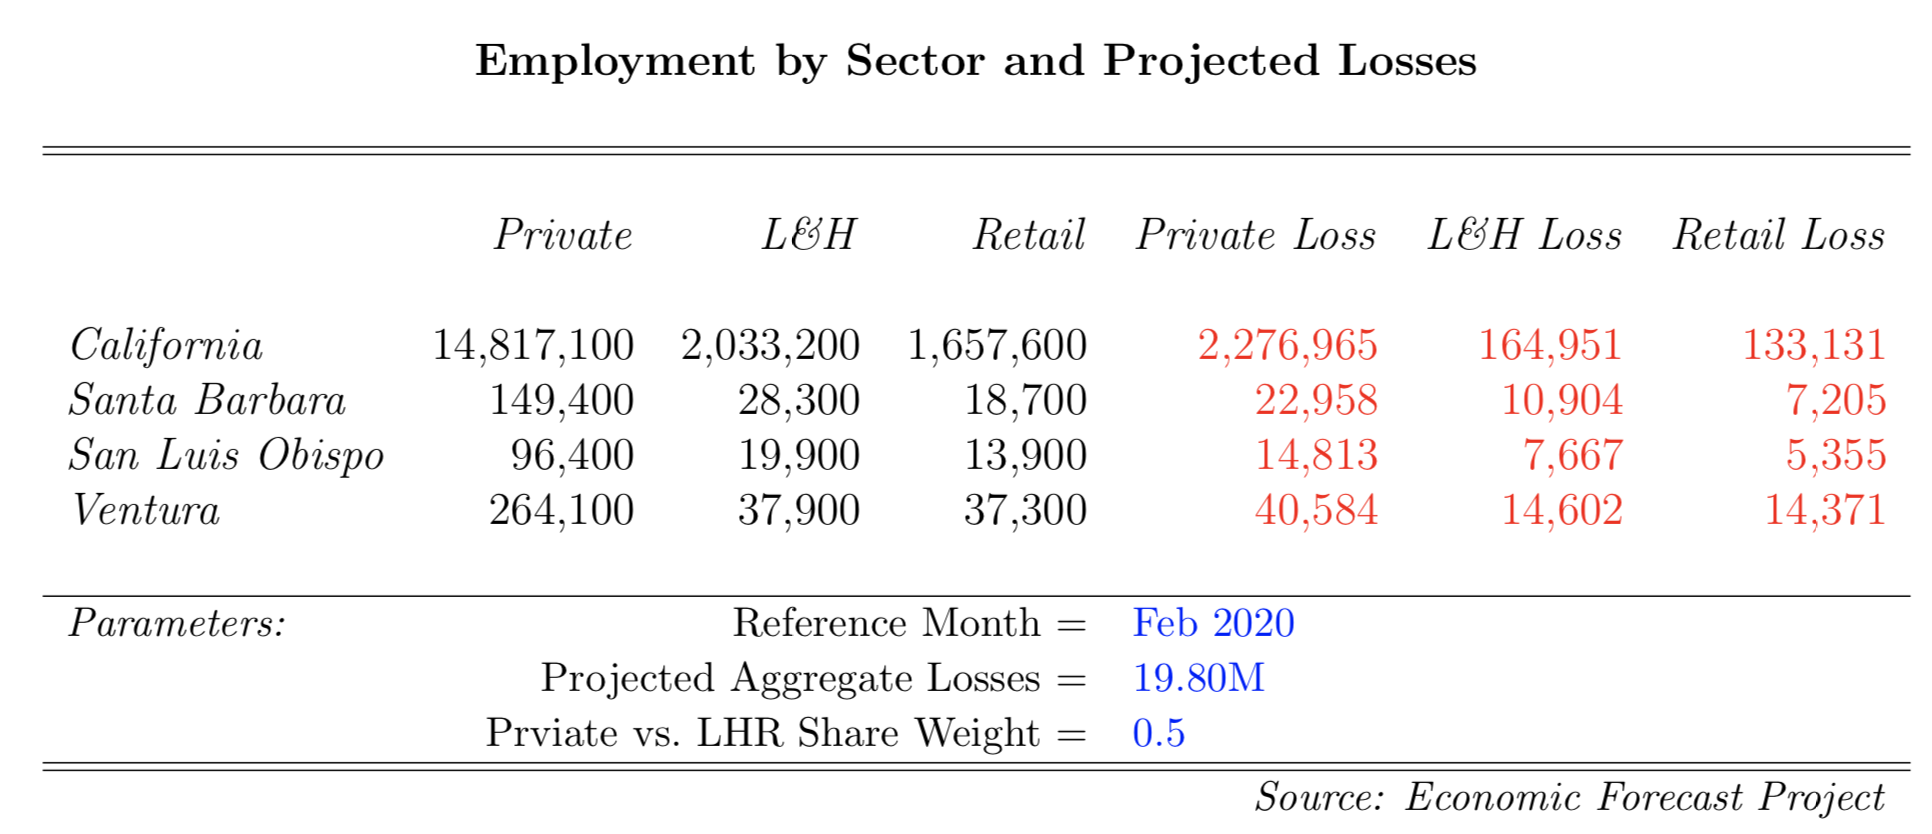 Employment by Sector and Projected Losses
Private L&H Retail Private Loss L&H Loss Retail Loss
California 14,817,100 2,033,200 1,657,600 2,276,965 164,951 133,131
Santa Barbara 149,400 28,300 18,700 22,958 10,904 7,205
San Luis Obispo 96,400 19,900 13,900 14,813 7,667 5,355
Ventura 264,100 37,900 37,300 40,584 14,602 14,371
Parameters: Reference Month = Feb 2020
Projected Aggregate Losses = 19.80M
Prviate vs. LHR Share Weight = 0.5
Source: Economic Forecast Project